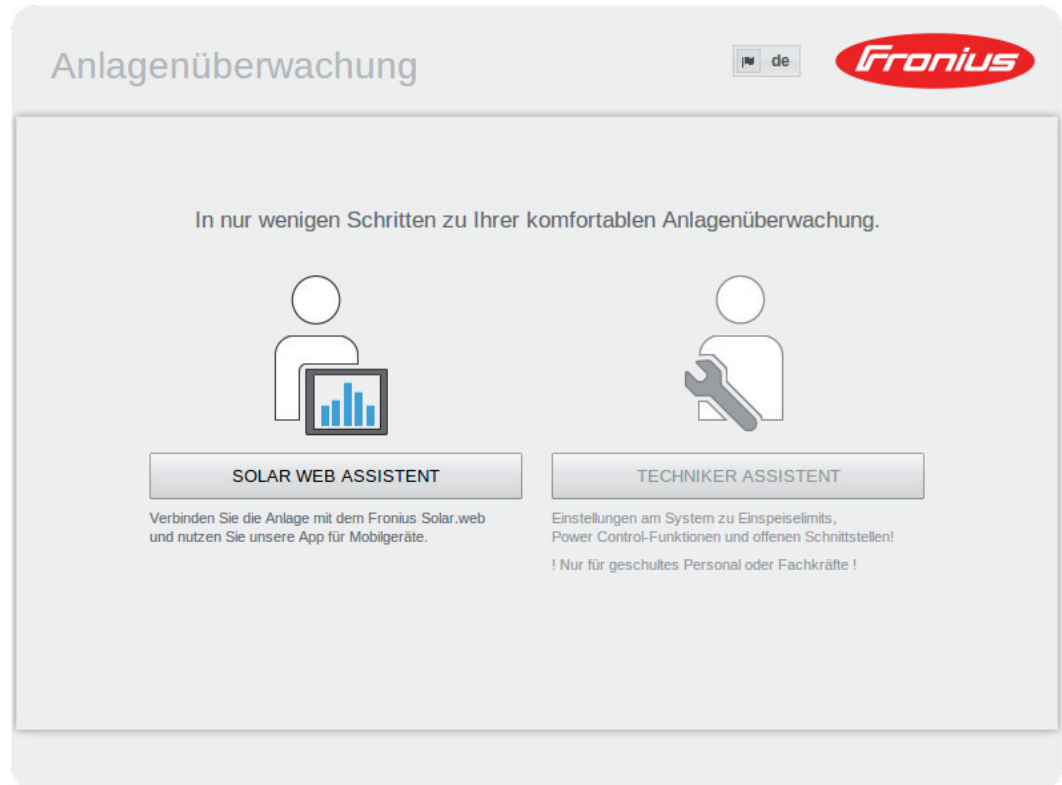 Anlagenüberwachung
de
Fronius
In nur wenigen Schritten zu Ihrer komfortablen Anlagenüberwachung.
SOLAR WEB ASSISTENT
Verbinden Sie die Anlage mit dem Fronius Solar.web
und nutzen Sie unsere App für Mobilgeräte.
TECHNIKER ASSISTENT
Einstellungen am System zu Einspeiselimits,
Power Control-Funktionen und offenen Schnittstellen!
! Nur für geschultes Personal oder Fachkräfte !